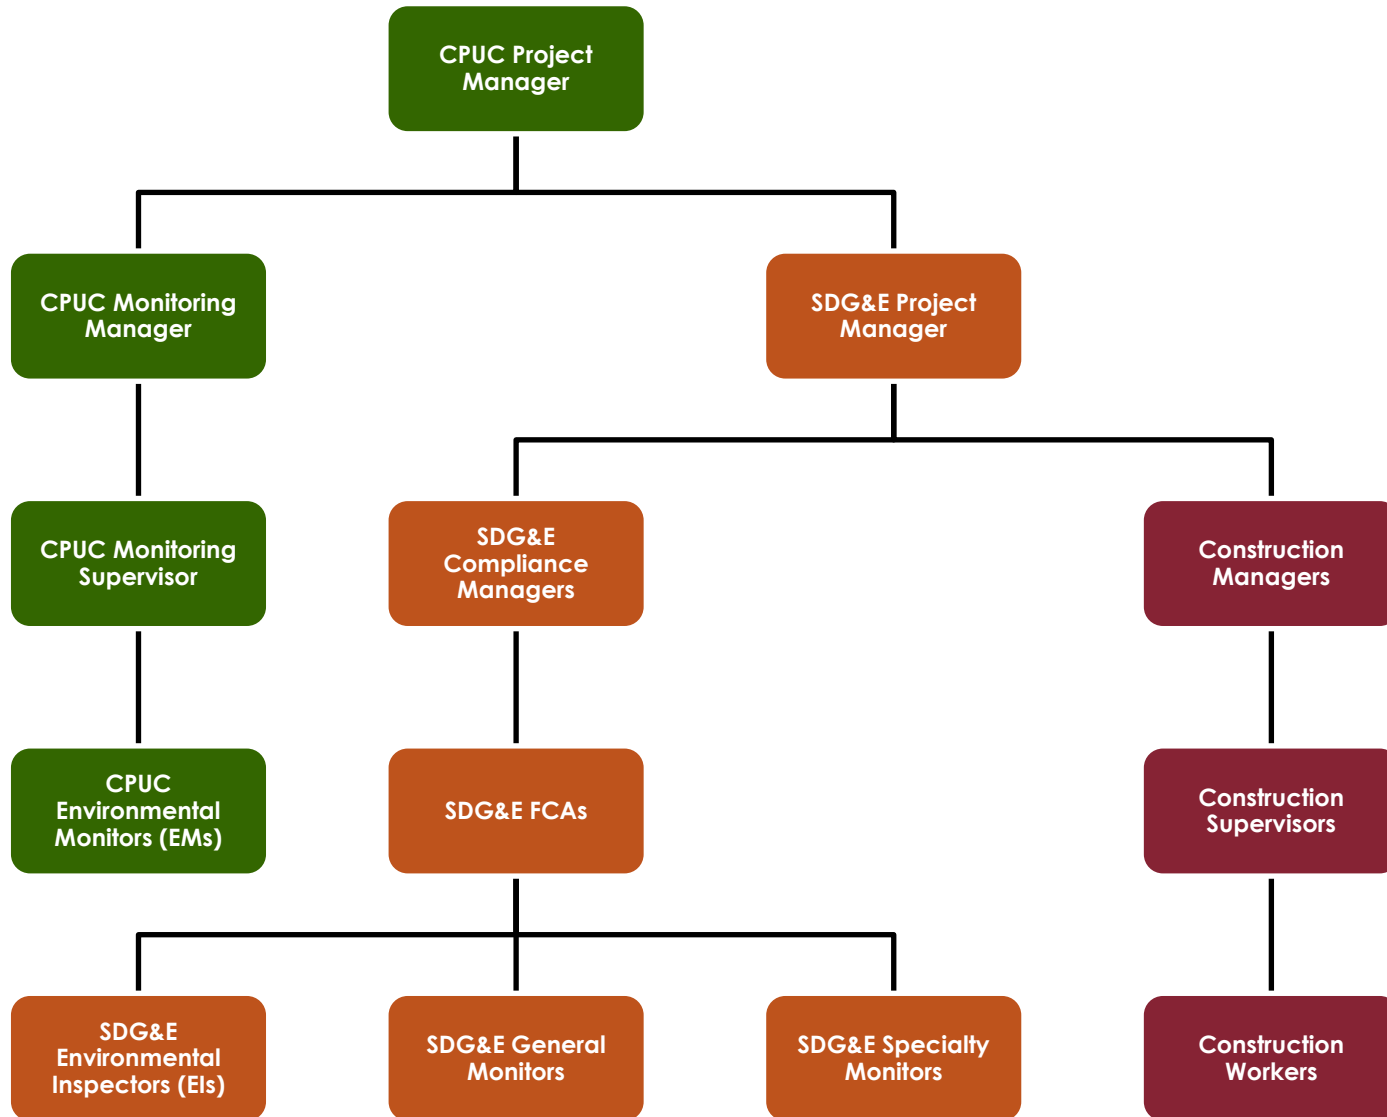 CPUC Project
Manager
CPUC Monitoring
Manager
SDG&E Project
Manager
CPUC Monitoring
Supervisor
SDG&E
Compliance
Managers
Construction
Managers
CPUC
Environmental
Monitors (EMs)
SDG&E FCAs
Construction
Supervisors
SDG&E
Environmental
Inspectors (EIs)
SDG&E General
Monitors
SDG&E Specialty
Monitors
Construction
Workers